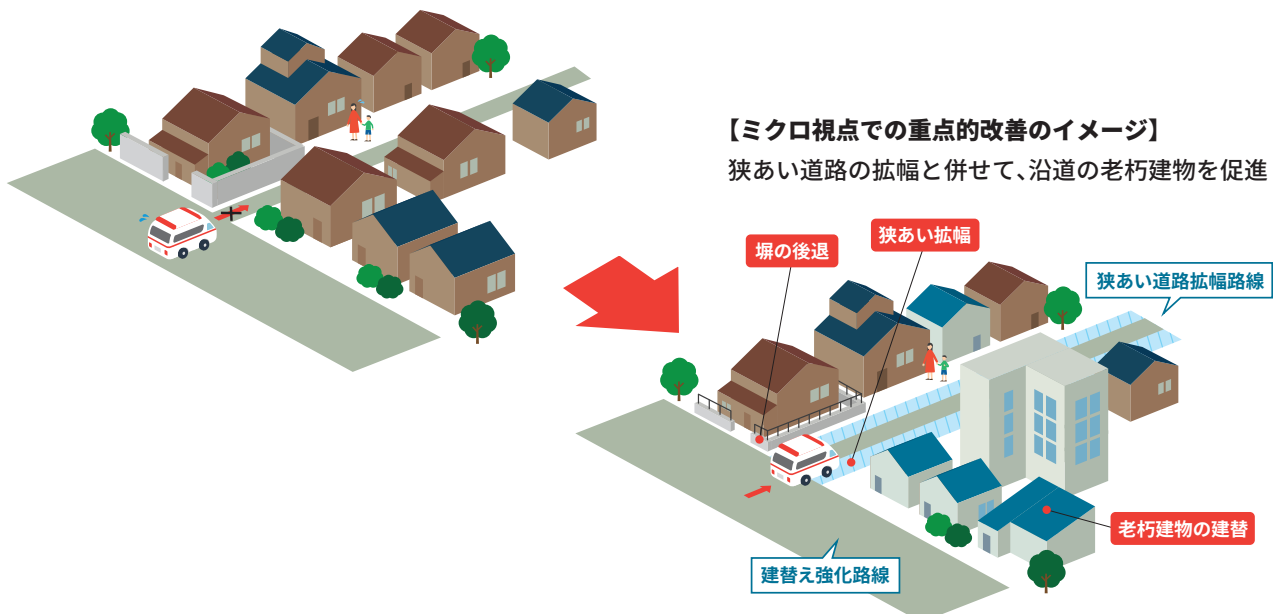 【ミクロ視点での重点的改善のイメージ】
狭あい道路の拡幅と併せて、沿道の老朽建物を促進
狭あい拡幅
塀の後退
狭あい道路拡幅路線
老朽建物の建替
建替え強化路線